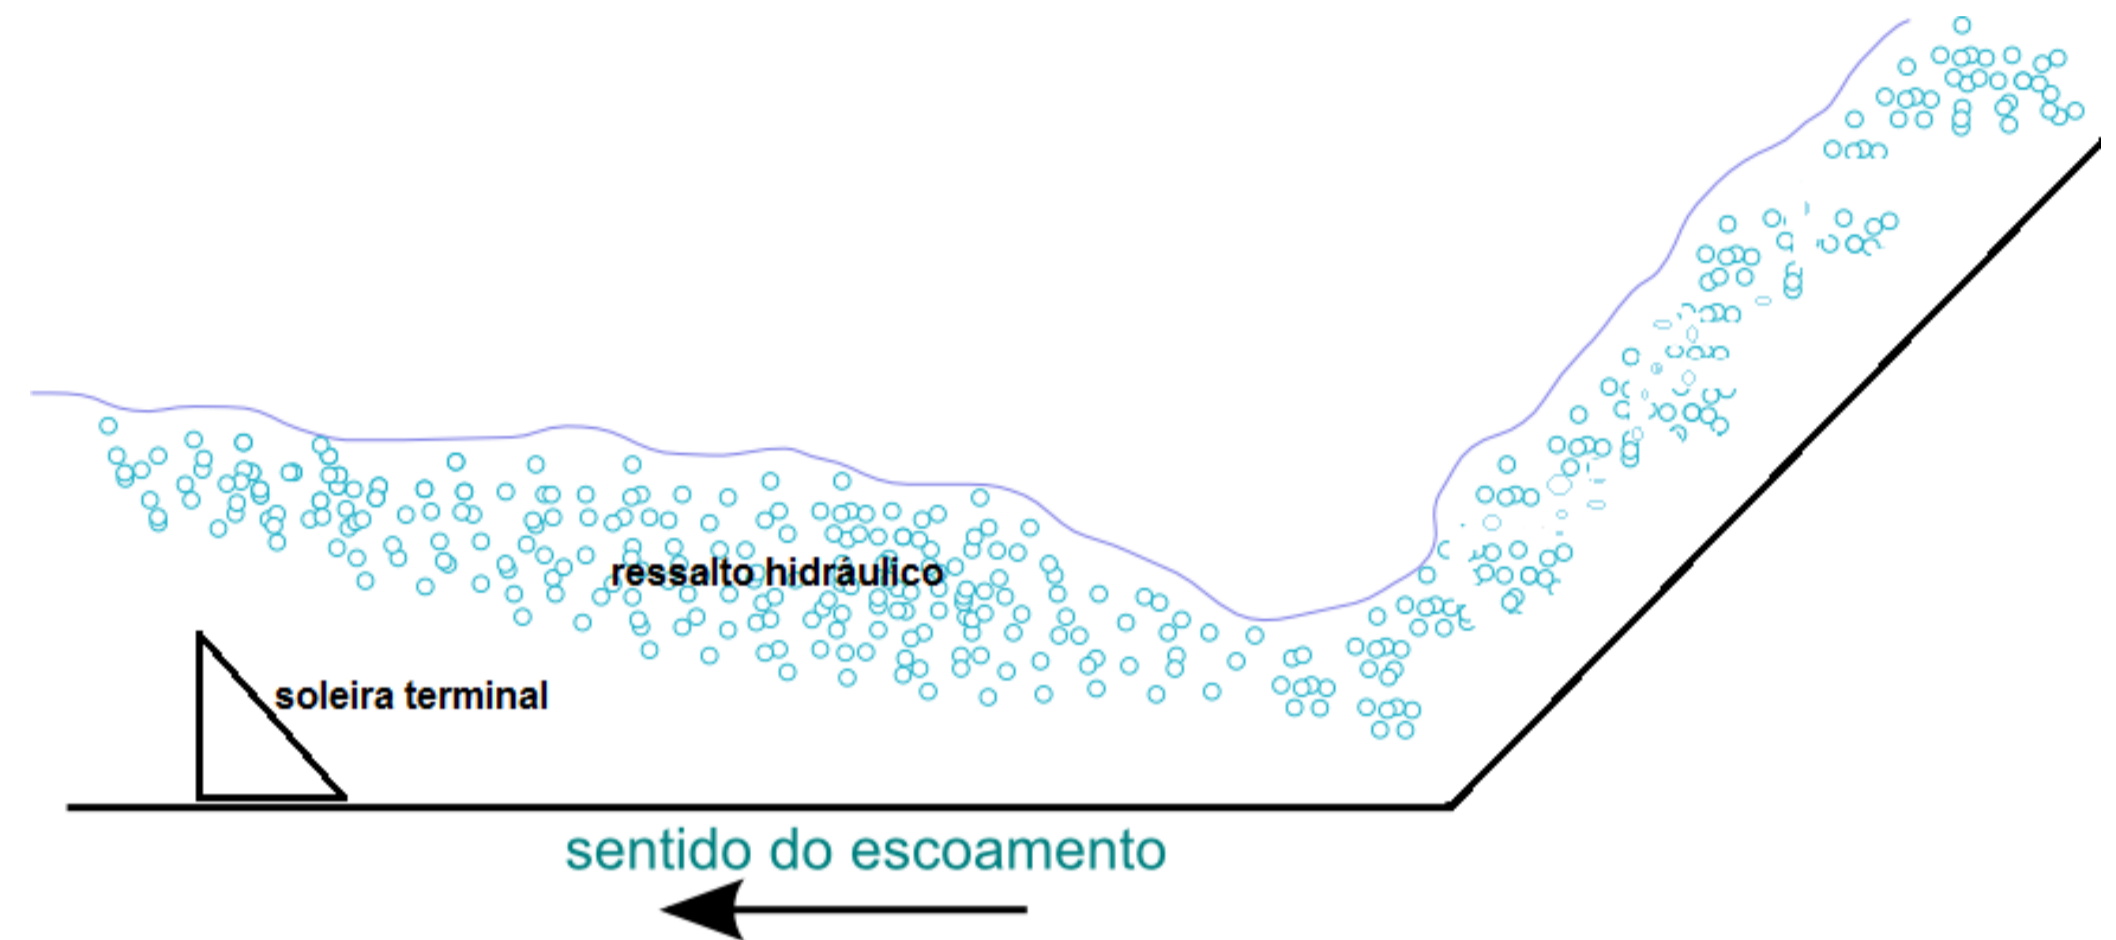 ressalto hidráulico
soleira terminal
sentido do escoamento